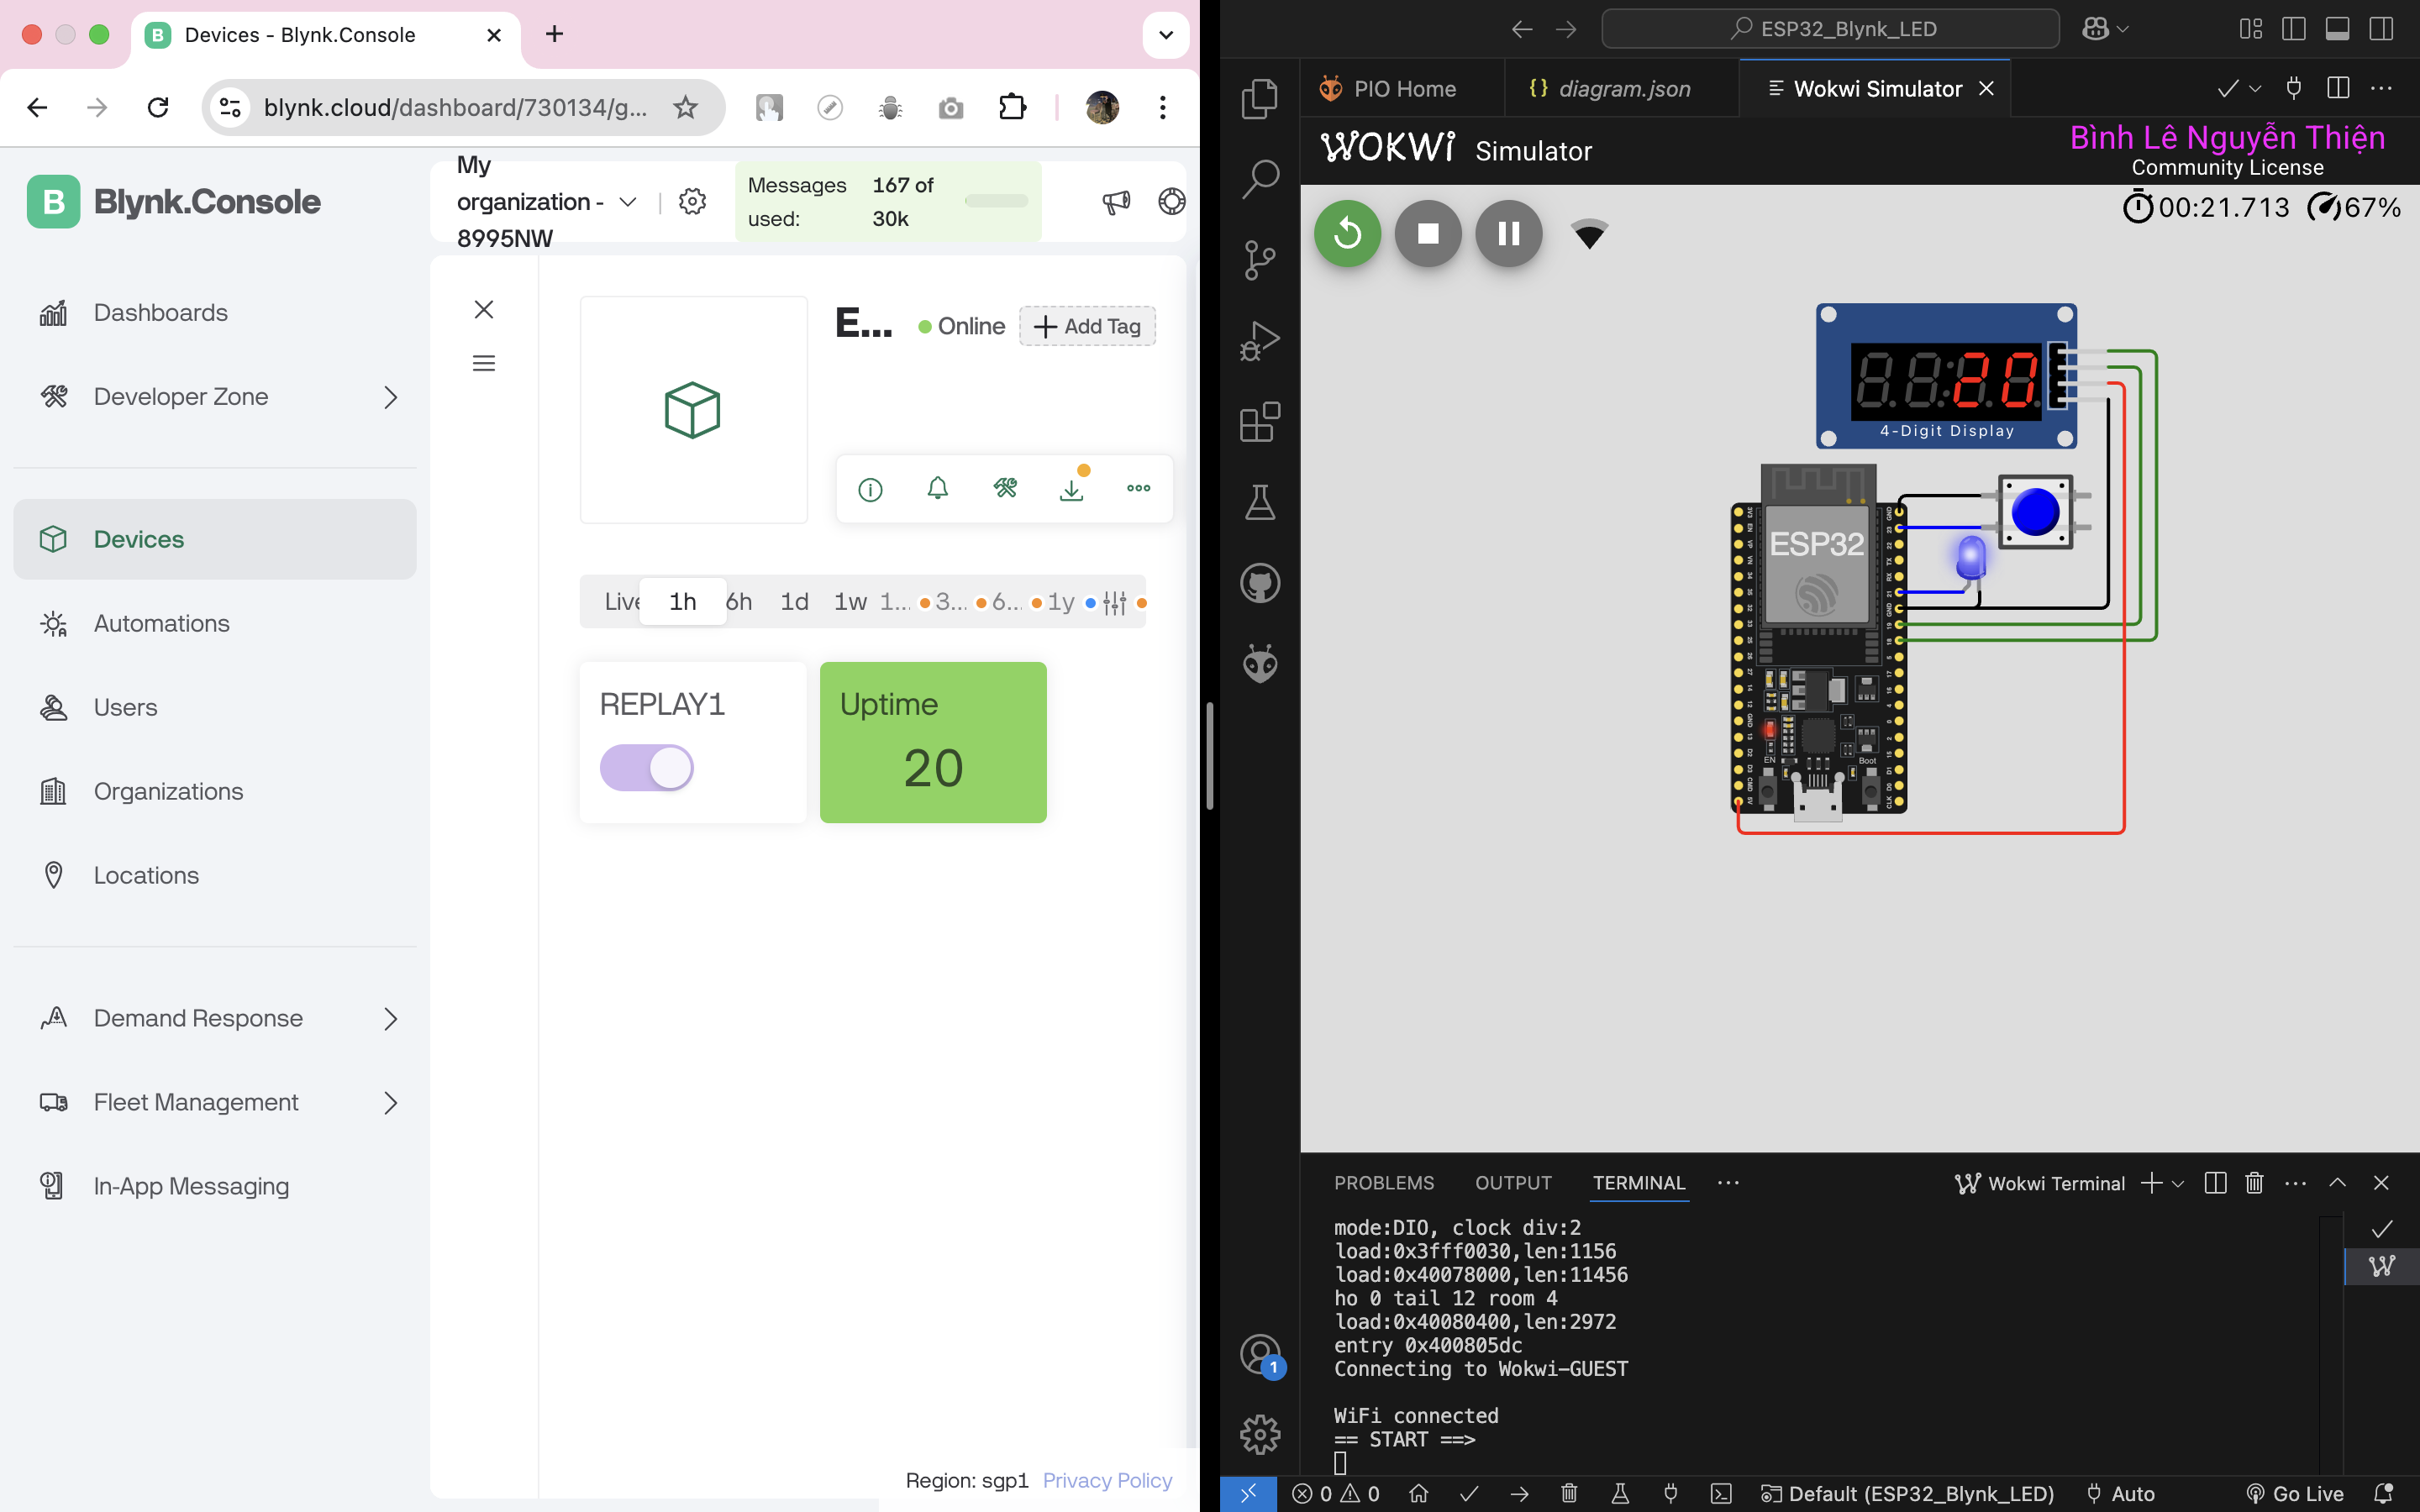 Devices - Blynk.Console
blynk.cloud/dashboard/730134/g...
B
Blynk.Console
My
organization -
8995NW
Messages
used:
167 of
30k
Dashboards
Developer Zone
Devices
Automations
Users
Organizations
Locations
Demand Response
Fleet Management
In-App Messaging
E...
Online
Add Tag
Live
1h
6h
1d
1w
1...
3...
6...
1y
REPLAY1
Uptime
20
Region: sgp1
Privacy Policy
ESP32_Blynk_LED
PIO Home
{} diagram.json
Wokwi Simulator
WOKWI Simulator
Bình Lê Nguyễn Thiện
Community License
00:21.713
67%
20
4-Digit Display
ESP32
EN
Boot
PROBLEMS
OUTPUT
TERMINAL
Wokwi Terminal
mode:DIO, clock div:2
load:0x3fff0030,len:1156
load:0x40078000,len:11456
ho 0 tail 12 room 4
load:0x40080400,len:2972
entry 0x400805dc
Connecting to Wokwi-GUEST
WiFi connected
== START ==>
1
0
0
Default (ESP32_Blynk_LED)
Auto
Go Live